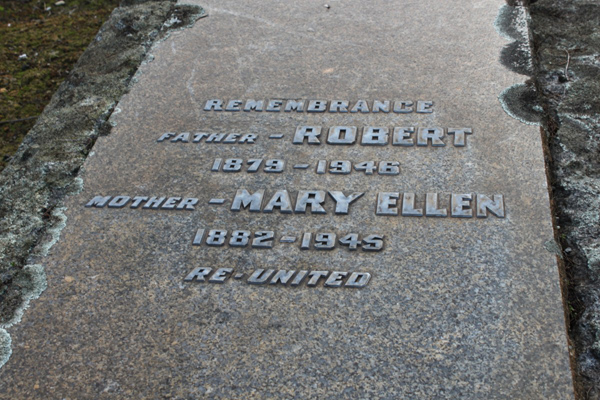 REMEMBRANCE
FATHER - ROBERT
1879 - 1946
MOTHER - MARY ELLEN
1882 - 1945
RE-UNITED